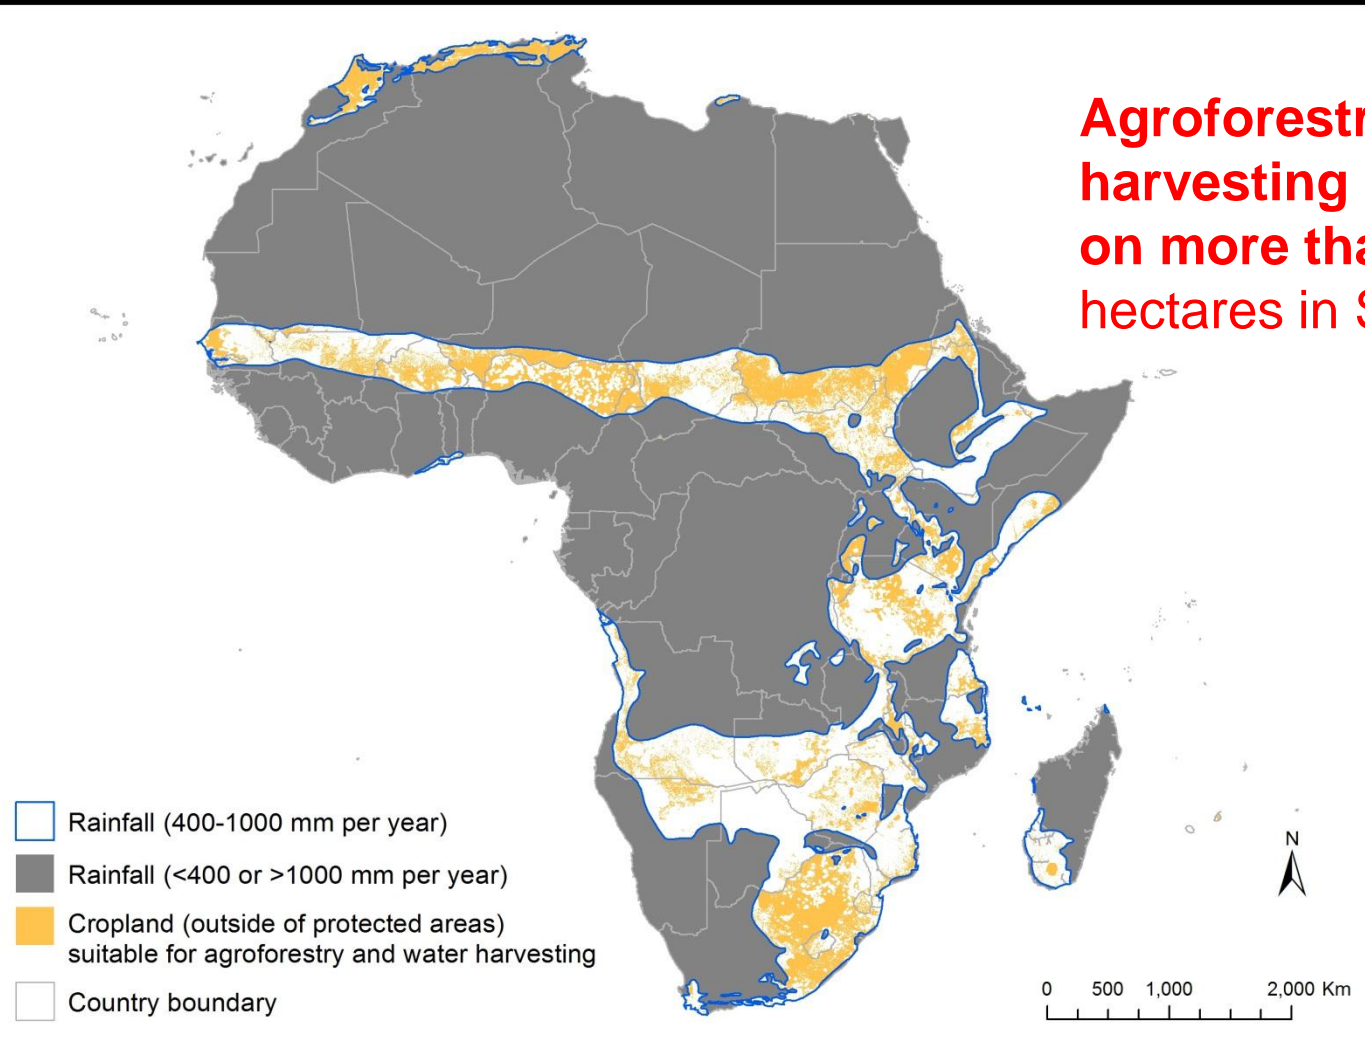 Agroforestr
harvesting
on more tha
hectares in S
Rainfall (400-1000 mm per year)
Rainfall (<400 or >1000 mm per year)
Cropland (outside of protected areas)
suitable for agroforestry and water harvesting
Country boundary
N
0 500 1,000 2,000 Km